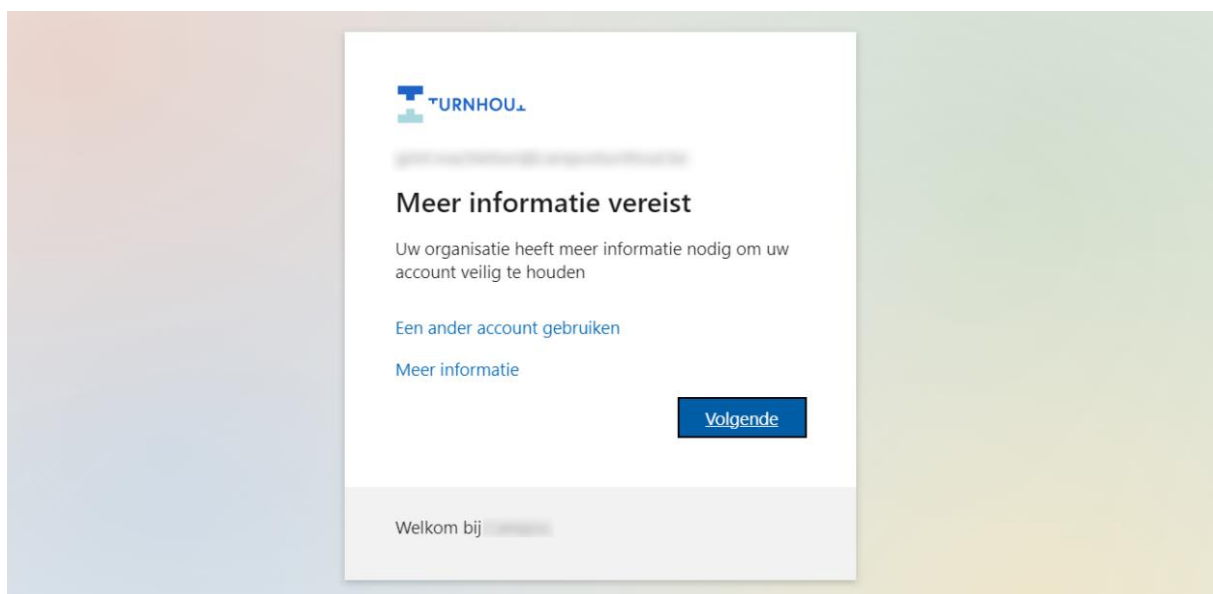 TURNHOUT
Meer informatie vereist
Uw organisatie heeft meer informatie nodig om uw
account veilig te houden
Een ander account gebruiken
Meer informatie
Volgende
Welkom bij